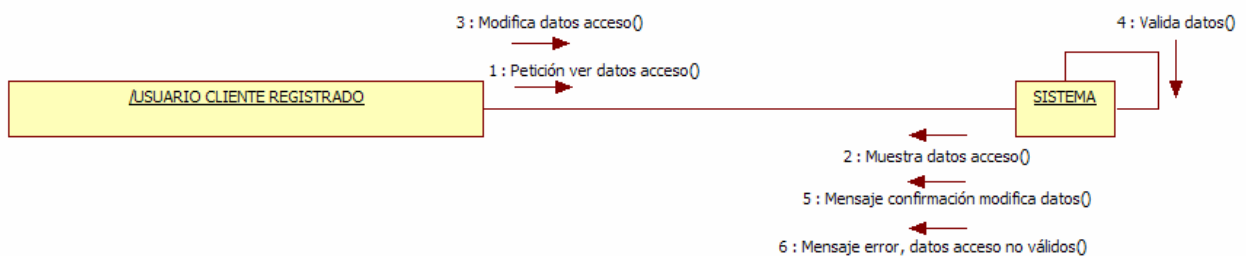 3 : Modifica datos acceso()
4 : Valida datos()
1 : Petición ver datos acceso()
/USUARIO CLIENTE REGISTRADO
SISTEMA
2 : Muestra datos acceso()
5 : Mensaje confirmación modifica datos()
6 : Mensaje error, datos acceso no válidos()